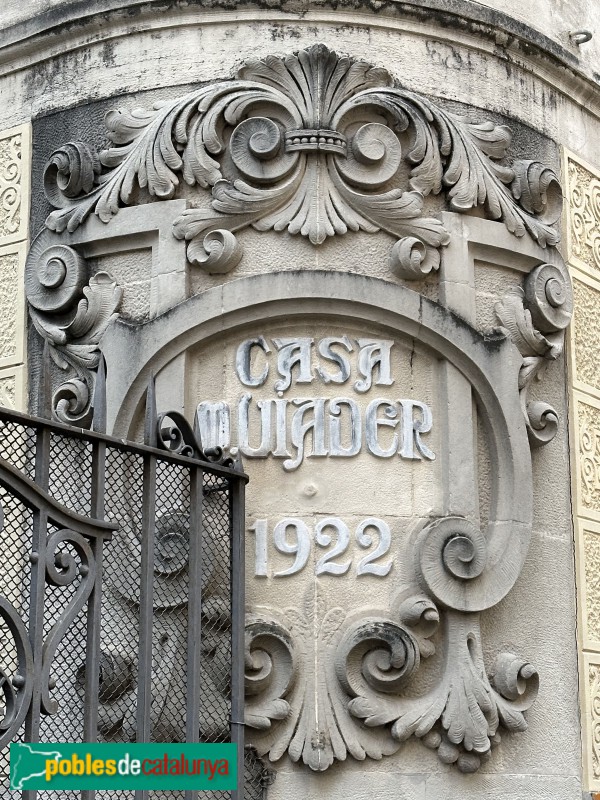 CASA
M. VIADER
1922
poblesdecatalunya